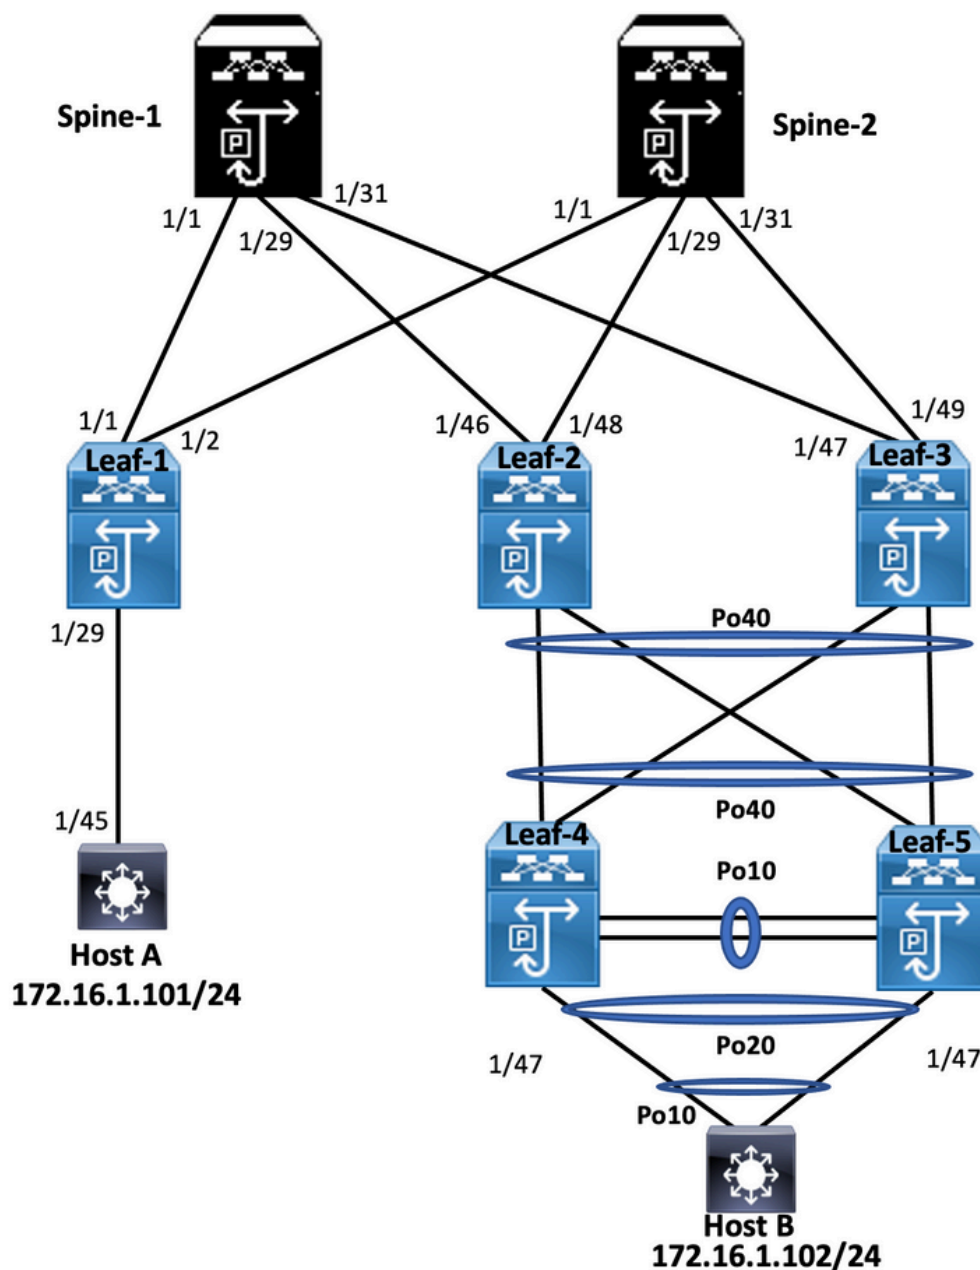 Spine-1
Spine-2
1/1
1/29
1/31
1/1
1/29
1/31
1/1
1/2
1/46
1/48
1/47
1/49
Leaf-1
Leaf-2
Leaf-3
P
P
P
P
P
1/29
Po40
1/45
Po40
Leaf-4
Leaf-5
Po10
P
P
Host A
172.16.1.101/24
1/47
Po20
1/47
Po10
Host B
172.16.1.102/24